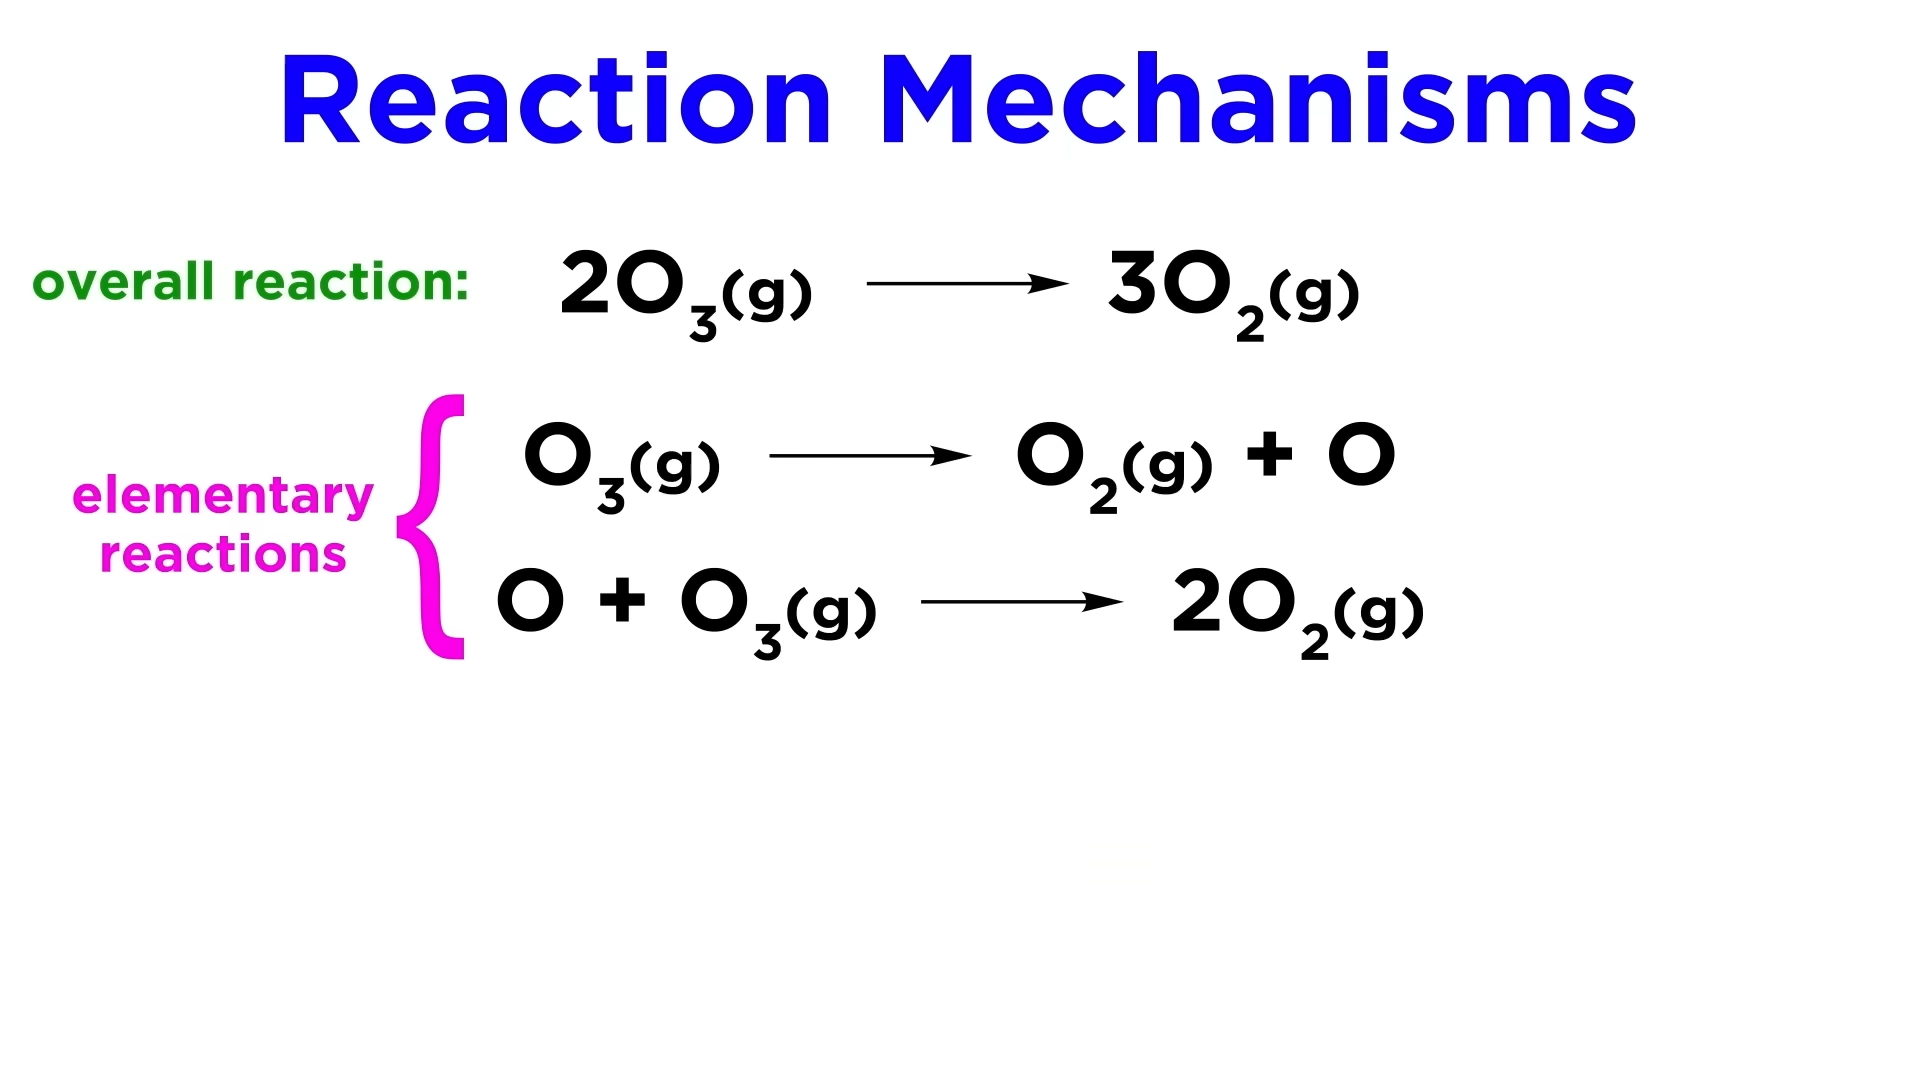 Reaction Mechanisms
overall reaction: 2O₃(g) ⟶ 3O₂(g)
elementary reactions
O₃(g) ⟶ O₂(g) + O
O + O₃(g) ⟶ 2O₂(g)